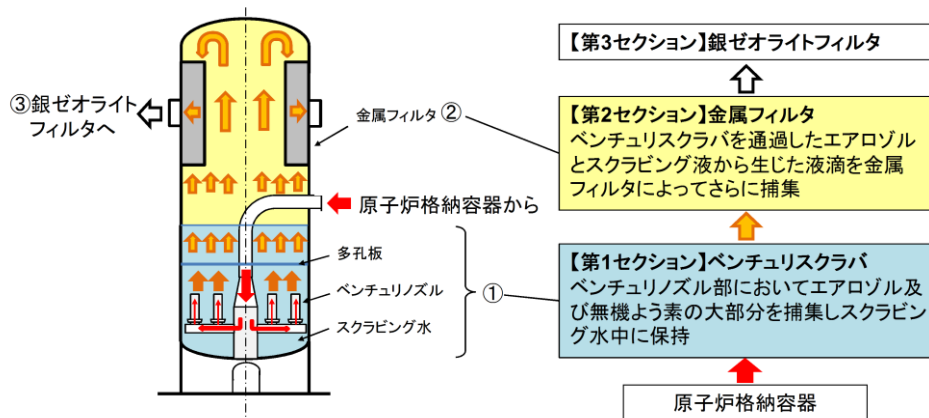 ③銀ゼオライト
フィルタへ
金属フィルタ ②
原子炉格納容器から
多孔板
ベンチュリノズル
スクラビング水
①
【第3セクション】銀ゼオライトフィルタ
【第2セクション】金属フィルタ
ベンチュリスクラバを通過したエアロゾル
とスクラビング液から生じた液滴を金属
フィルタによってさらに捕集
【第1セクション】ベンチュリスクラバ
ベンチュリノズル部においてエアロゾル及
び無機よう素の大部分を捕集しスクラビン
グ水中に保持
原子炉格納容器